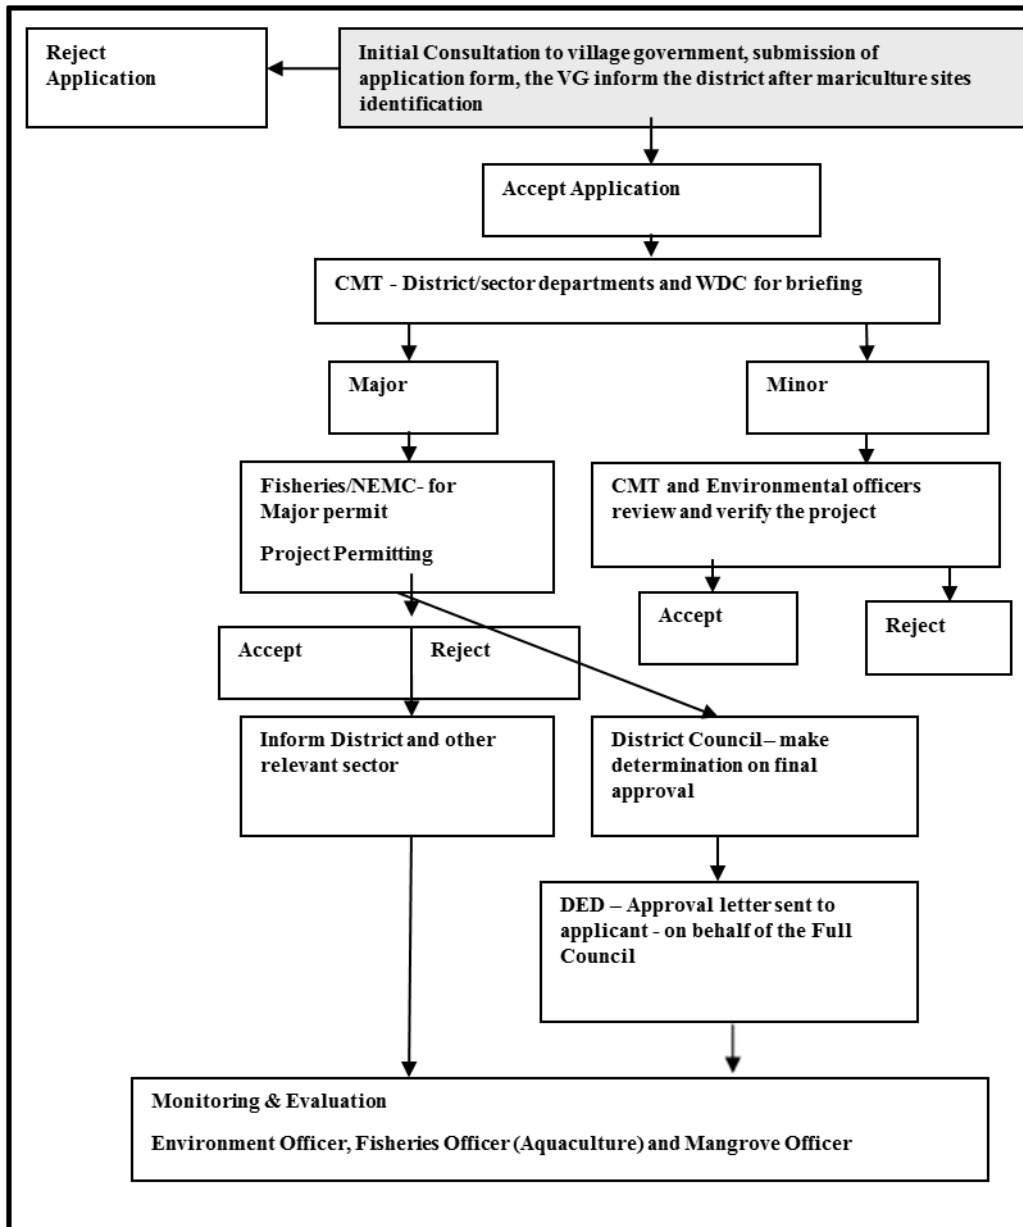 Reject
Application
Initial Consultation to village government, submission of
application form, the VG inform the district after mariculture sites
identification
Accept Application
CMT - District/sector departments and WDC for briefing
Major
Minor
Fisheries/NEMC- for
Major permit
Project Permitting
CMT and Environmental officers
review and verify the project
Accept
Reject
Accept
Reject
Inform District and other
relevant sector
District Council – make
determination on final
approval
DED – Approval letter sent to
applicant - on behalf of the Full
Council
Monitoring & Evaluation
Environment Officer, Fisheries Officer (Aquaculture) and Mangrove Officer